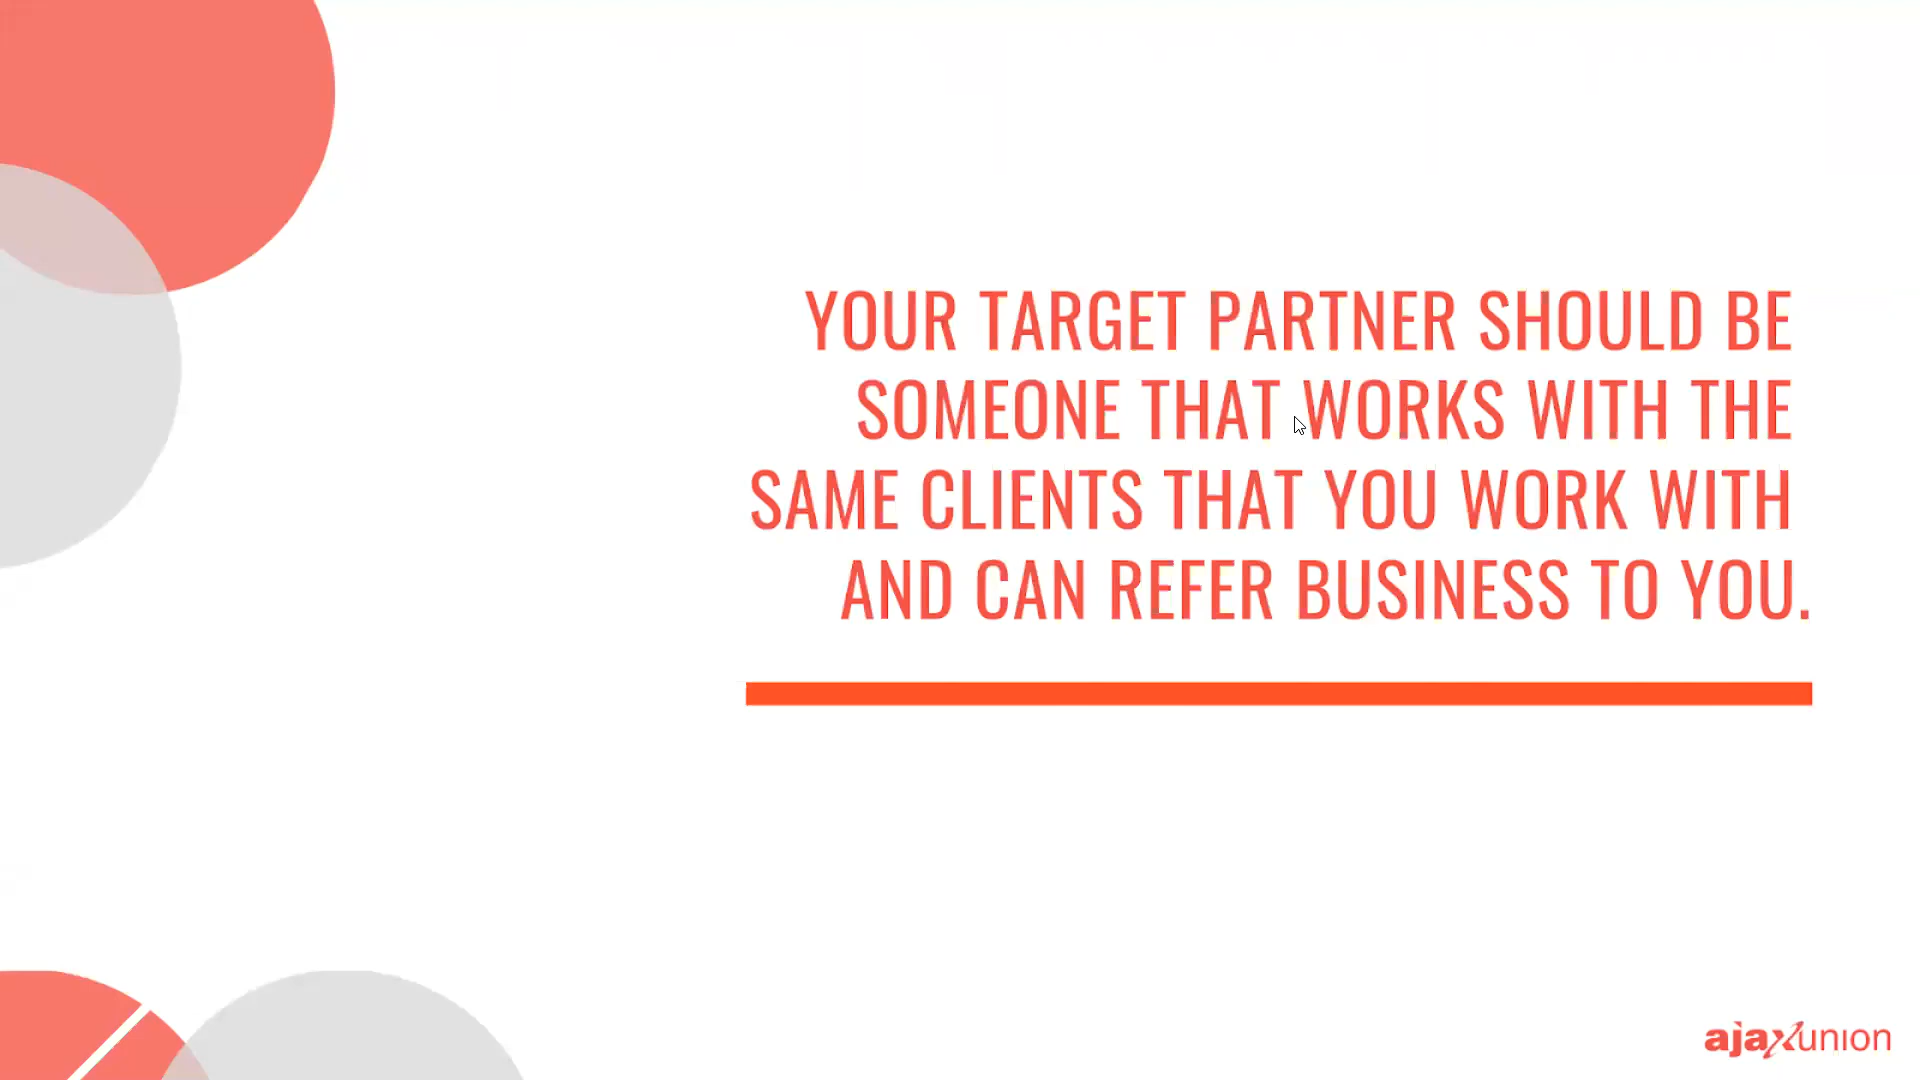 YOUR TARGET PARTNER SHOULD BE
SOMEONE THAT WORKS WITH THE
SAME CLIENTS THAT YOU WORK WITH
AND CAN REFER BUSINESS TO YOU.
ajaxunion